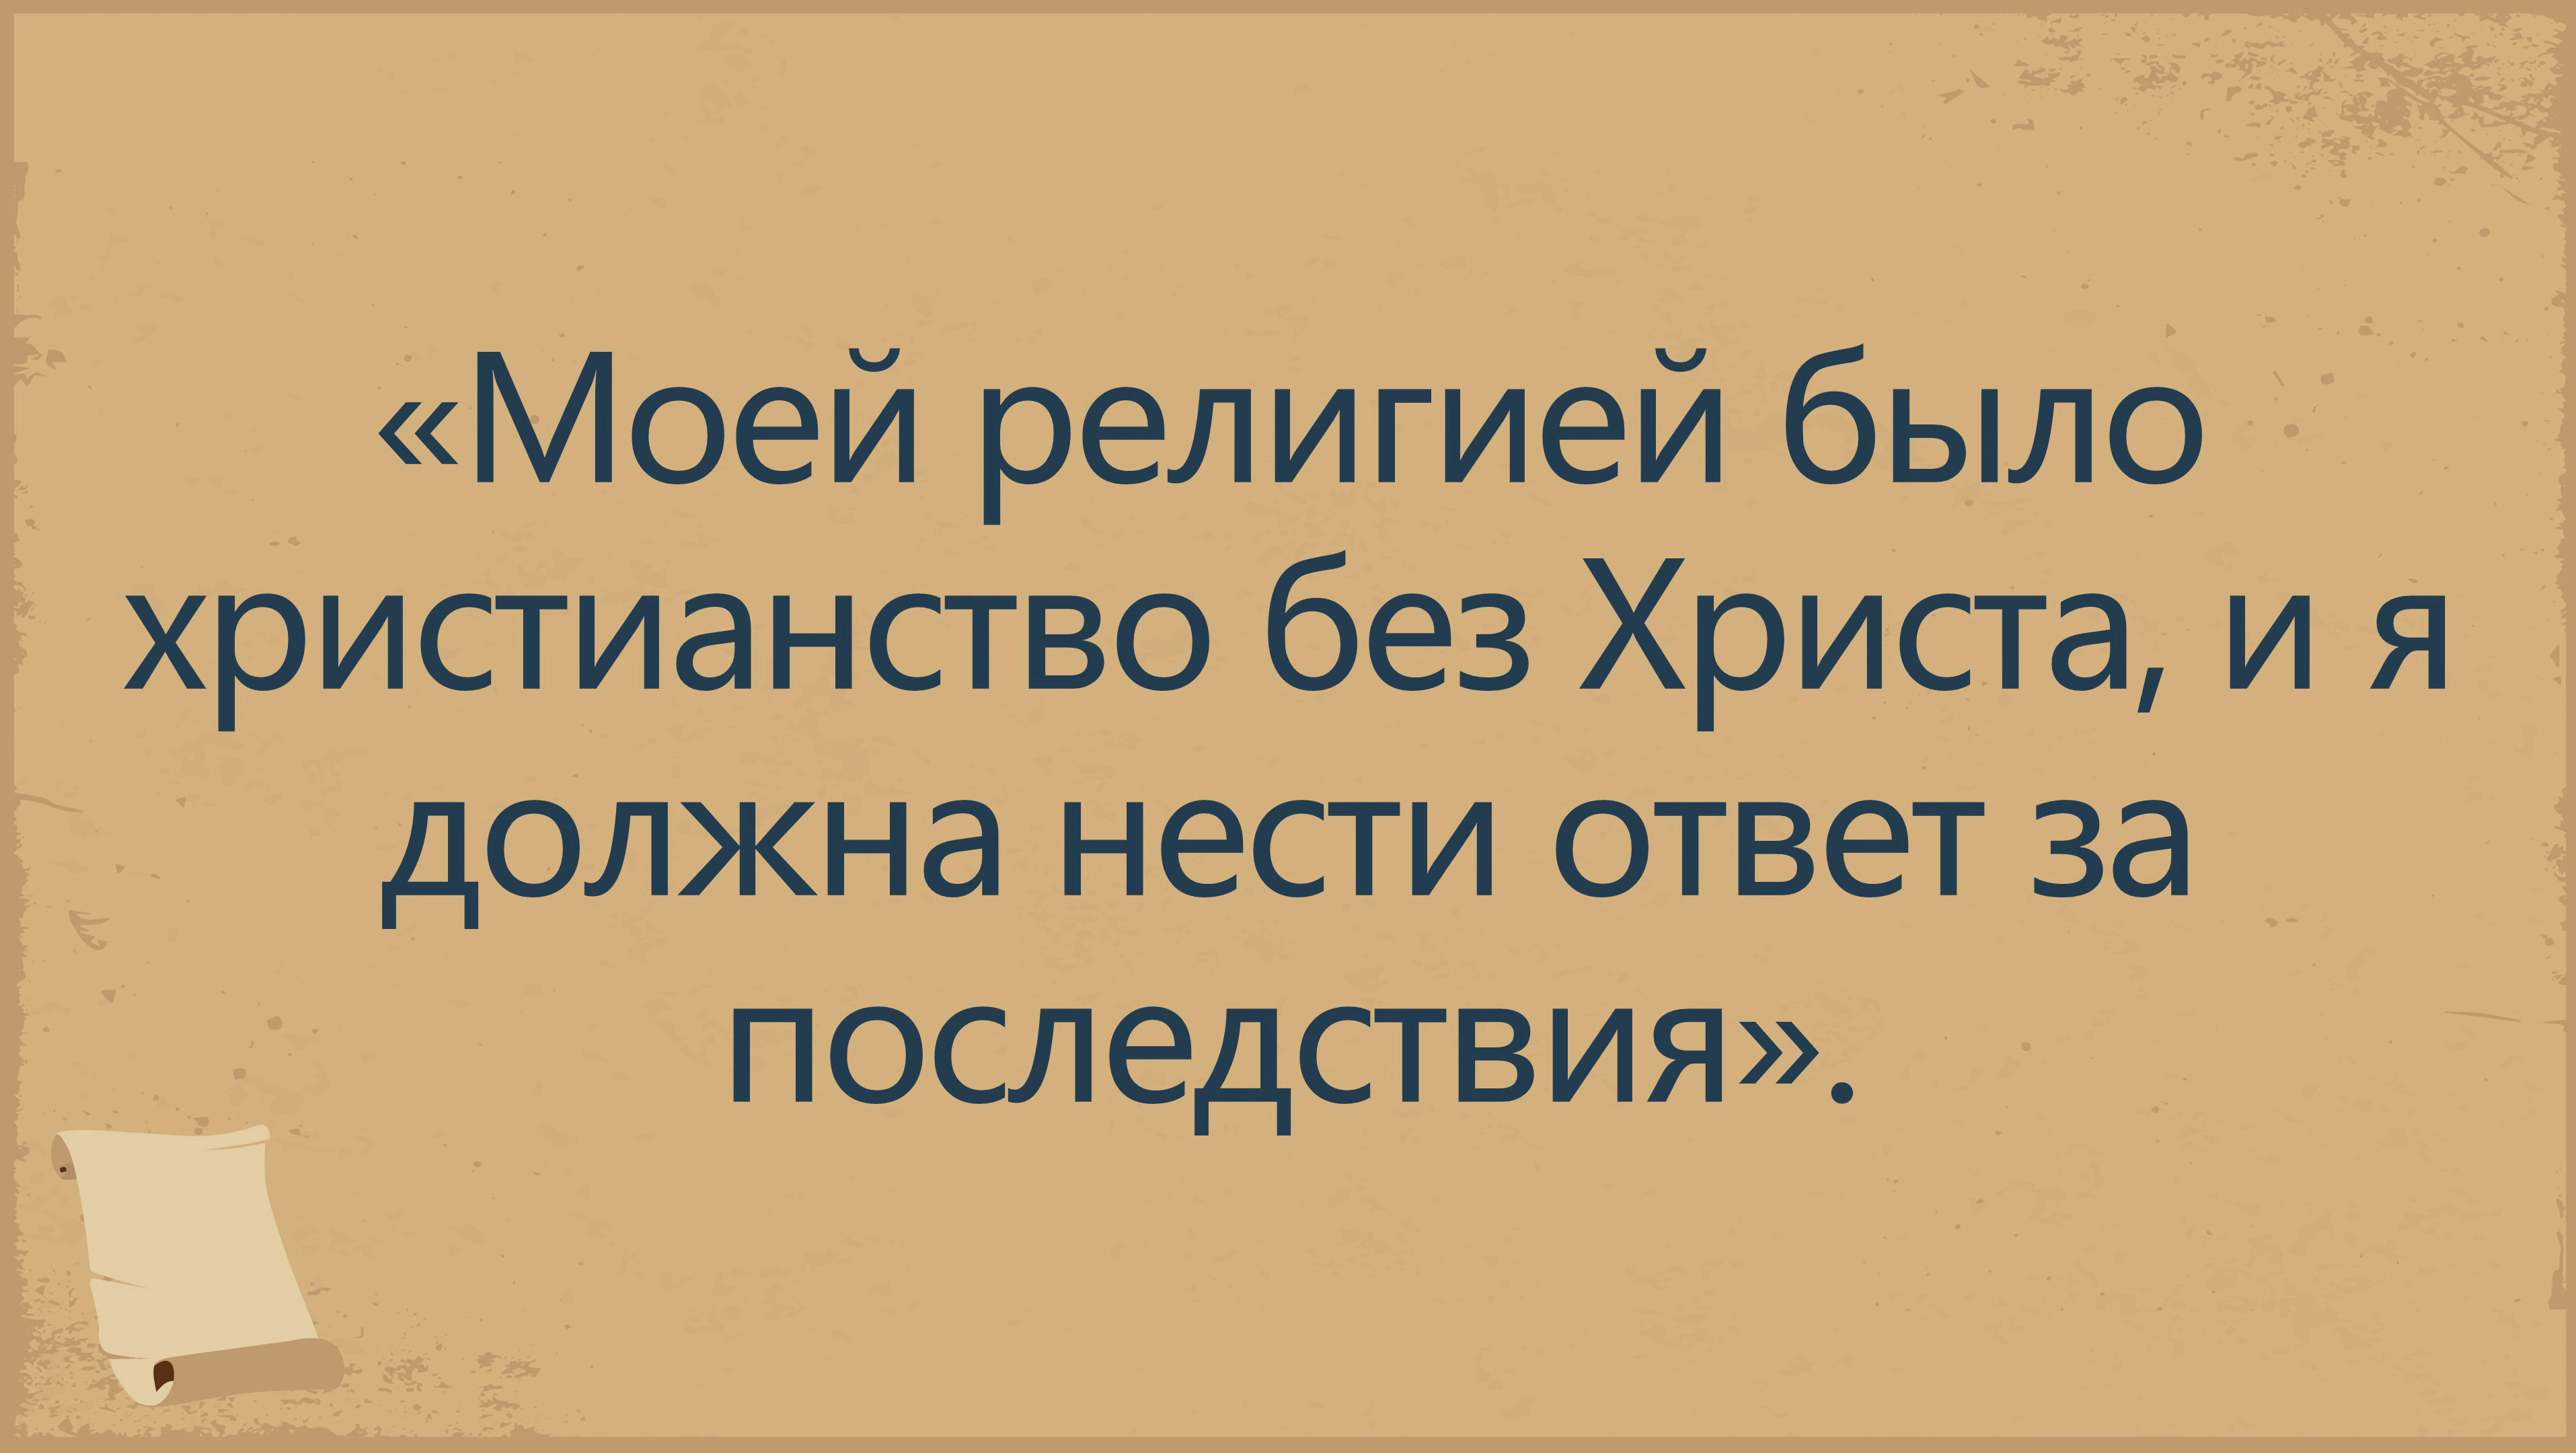 «Моей религией было
христианство без Христа, и я
должна нести ответ за
последствия».